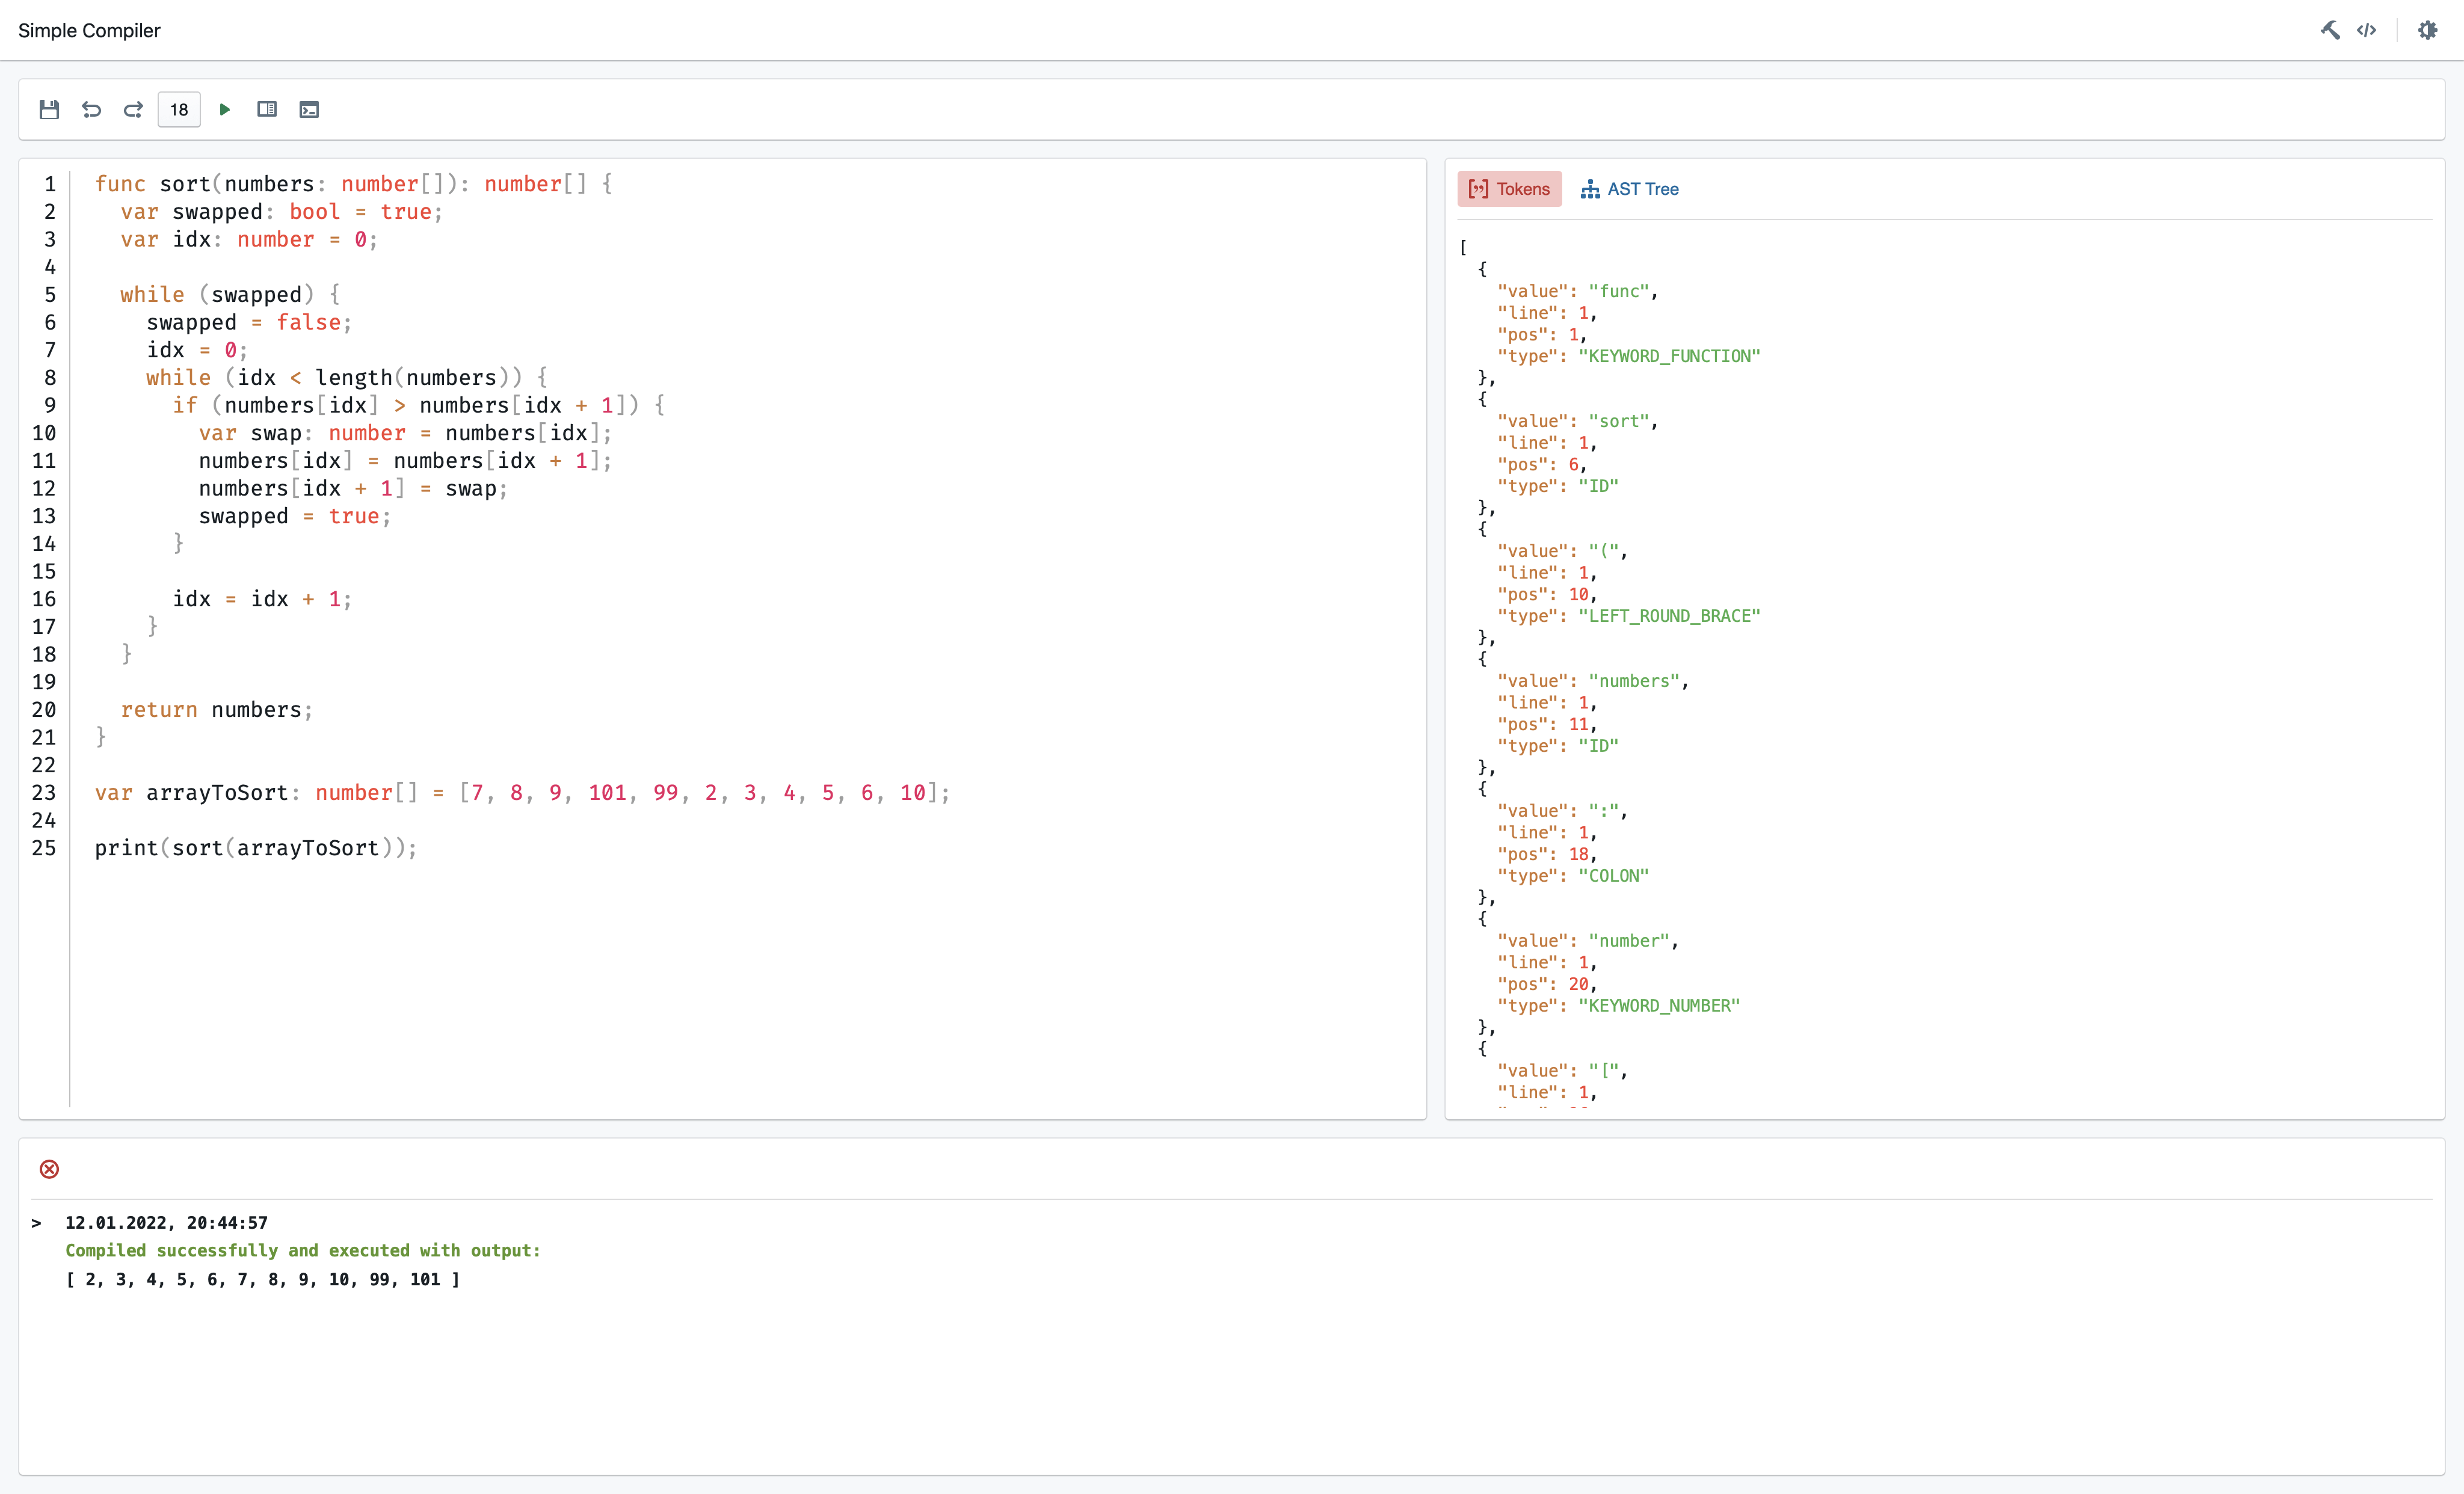 Simple Compiler
18
1 func sort(numbers: number[]): number[] {
2   var swapped: bool = true;
3   var idx: number = 0;
4
5   while (swapped) {
6     swapped = false;
7     idx = 0;
8     while (idx < length(numbers)) {
9       if (numbers[idx] > numbers[idx + 1]) {
10         var swap: number = numbers[idx];
11         numbers[idx] = numbers[idx + 1];
12         numbers[idx + 1] = swap;
13         swapped = true;
14       }
15
16       idx = idx + 1;
17     }
18   }
19
20   return numbers;
21 }
22
23 var arrayToSort: number[] = [7, 8, 9, 101, 99, 2, 3, 4, 5, 6, 10];
24
25 print(sort(arrayToSort));
Tokens AST Tree
[
  {
    "value": "func",
    "line": 1,
    "pos": 1,
    "type": "KEYWORD_FUNCTION"
  },
  {
    "value": "sort",
    "line": 1,
    "pos": 6,
    "type": "ID"
  },
  {
    "value": "(",
    "line": 1,
    "pos": 10,
    "type": "LEFT_ROUND_BRACE"
  },
  {
    "value": "numbers",
    "line": 1,
    "pos": 11,
    "type": "ID"
  },
  {
    "value": ":",
    "line": 1,
    "pos": 18,
    "type": "COLON"
  },
  {
    "value": "number",
    "line": 1,
    "pos": 20,
    "type": "KEYWORD_NUMBER"
  },
  {
    "value": "[",
    "line": 1,
> 12.01.2022, 20:44:57
Compiled successfully and executed with output:
[ 2, 3, 4, 5, 6, 7, 8, 9, 10, 99, 101 ]